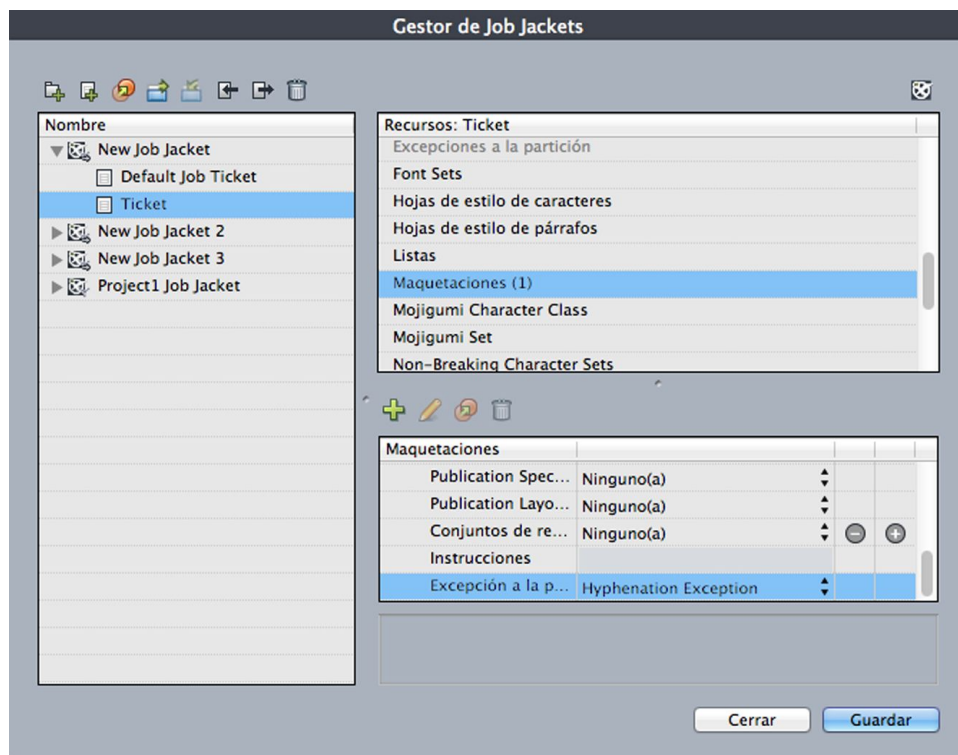 Gestor de Job Jackets
Nombre
New Job Jacket
Default Job Ticket
Ticket
New Job Jacket 2
New Job Jacket 3
Project1 Job Jacket
Recursos: Ticket
Excepciones a la partición
Font Sets
Hojas de estilo de caracteres
Hojas de estilo de párrafos
Listas
Maquetaciones (1)
Mojigumi Character Class
Mojigumi Set
Non-Breaking Character Sets
Maquetaciones
Publication Spec... Ninguno(a)
Publication Layo... Ninguno(a)
Conjuntos de re... Ninguno(a)
Instrucciones
Excepción a la p... Hyphenation Exception
Cerrar
Guardar